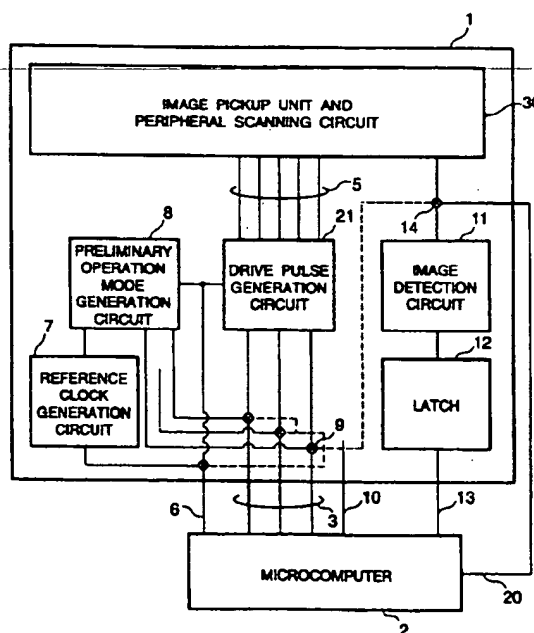 1
IMAGE PICKUP UNIT AND
PERIPHERAL SCANNING CIRCUIT
30
5
8
21
14
11
PRELIMINARY
OPERATION
MODE
GENERATION
CIRCUIT
DRIVE PULSE
GENERATION
CIRCUIT
IMAGE
DETECTION
CIRCUIT
7
12
REFERENCE
CLOCK
GENERATION
CIRCUIT
LATCH
9
6
3
10
13
MICROCOMPUTER
20
2